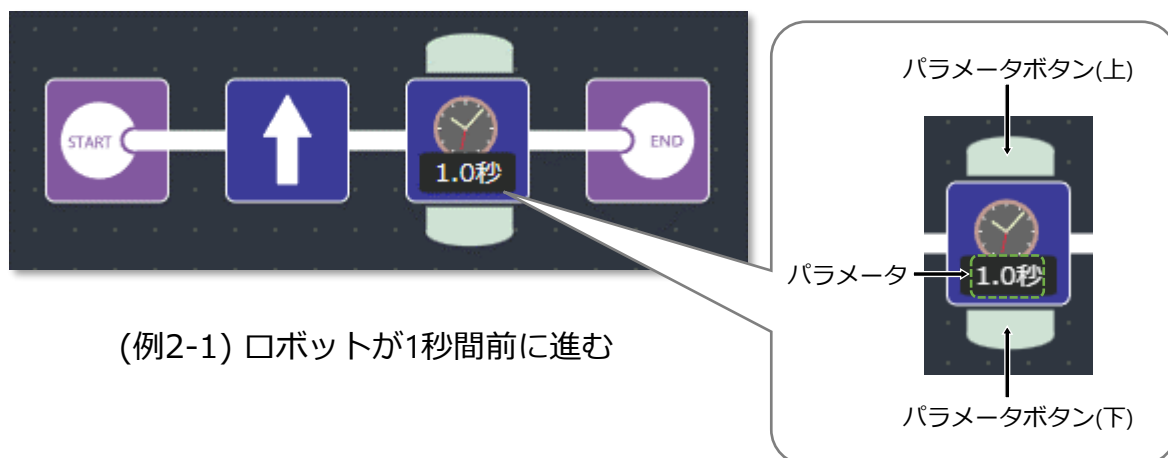 START
1.0秒
END
(例2-1) ロボットが1秒間前に進む
パラメータボタン(上)
パラメータ
1.0秒
パラメータボタン(下)